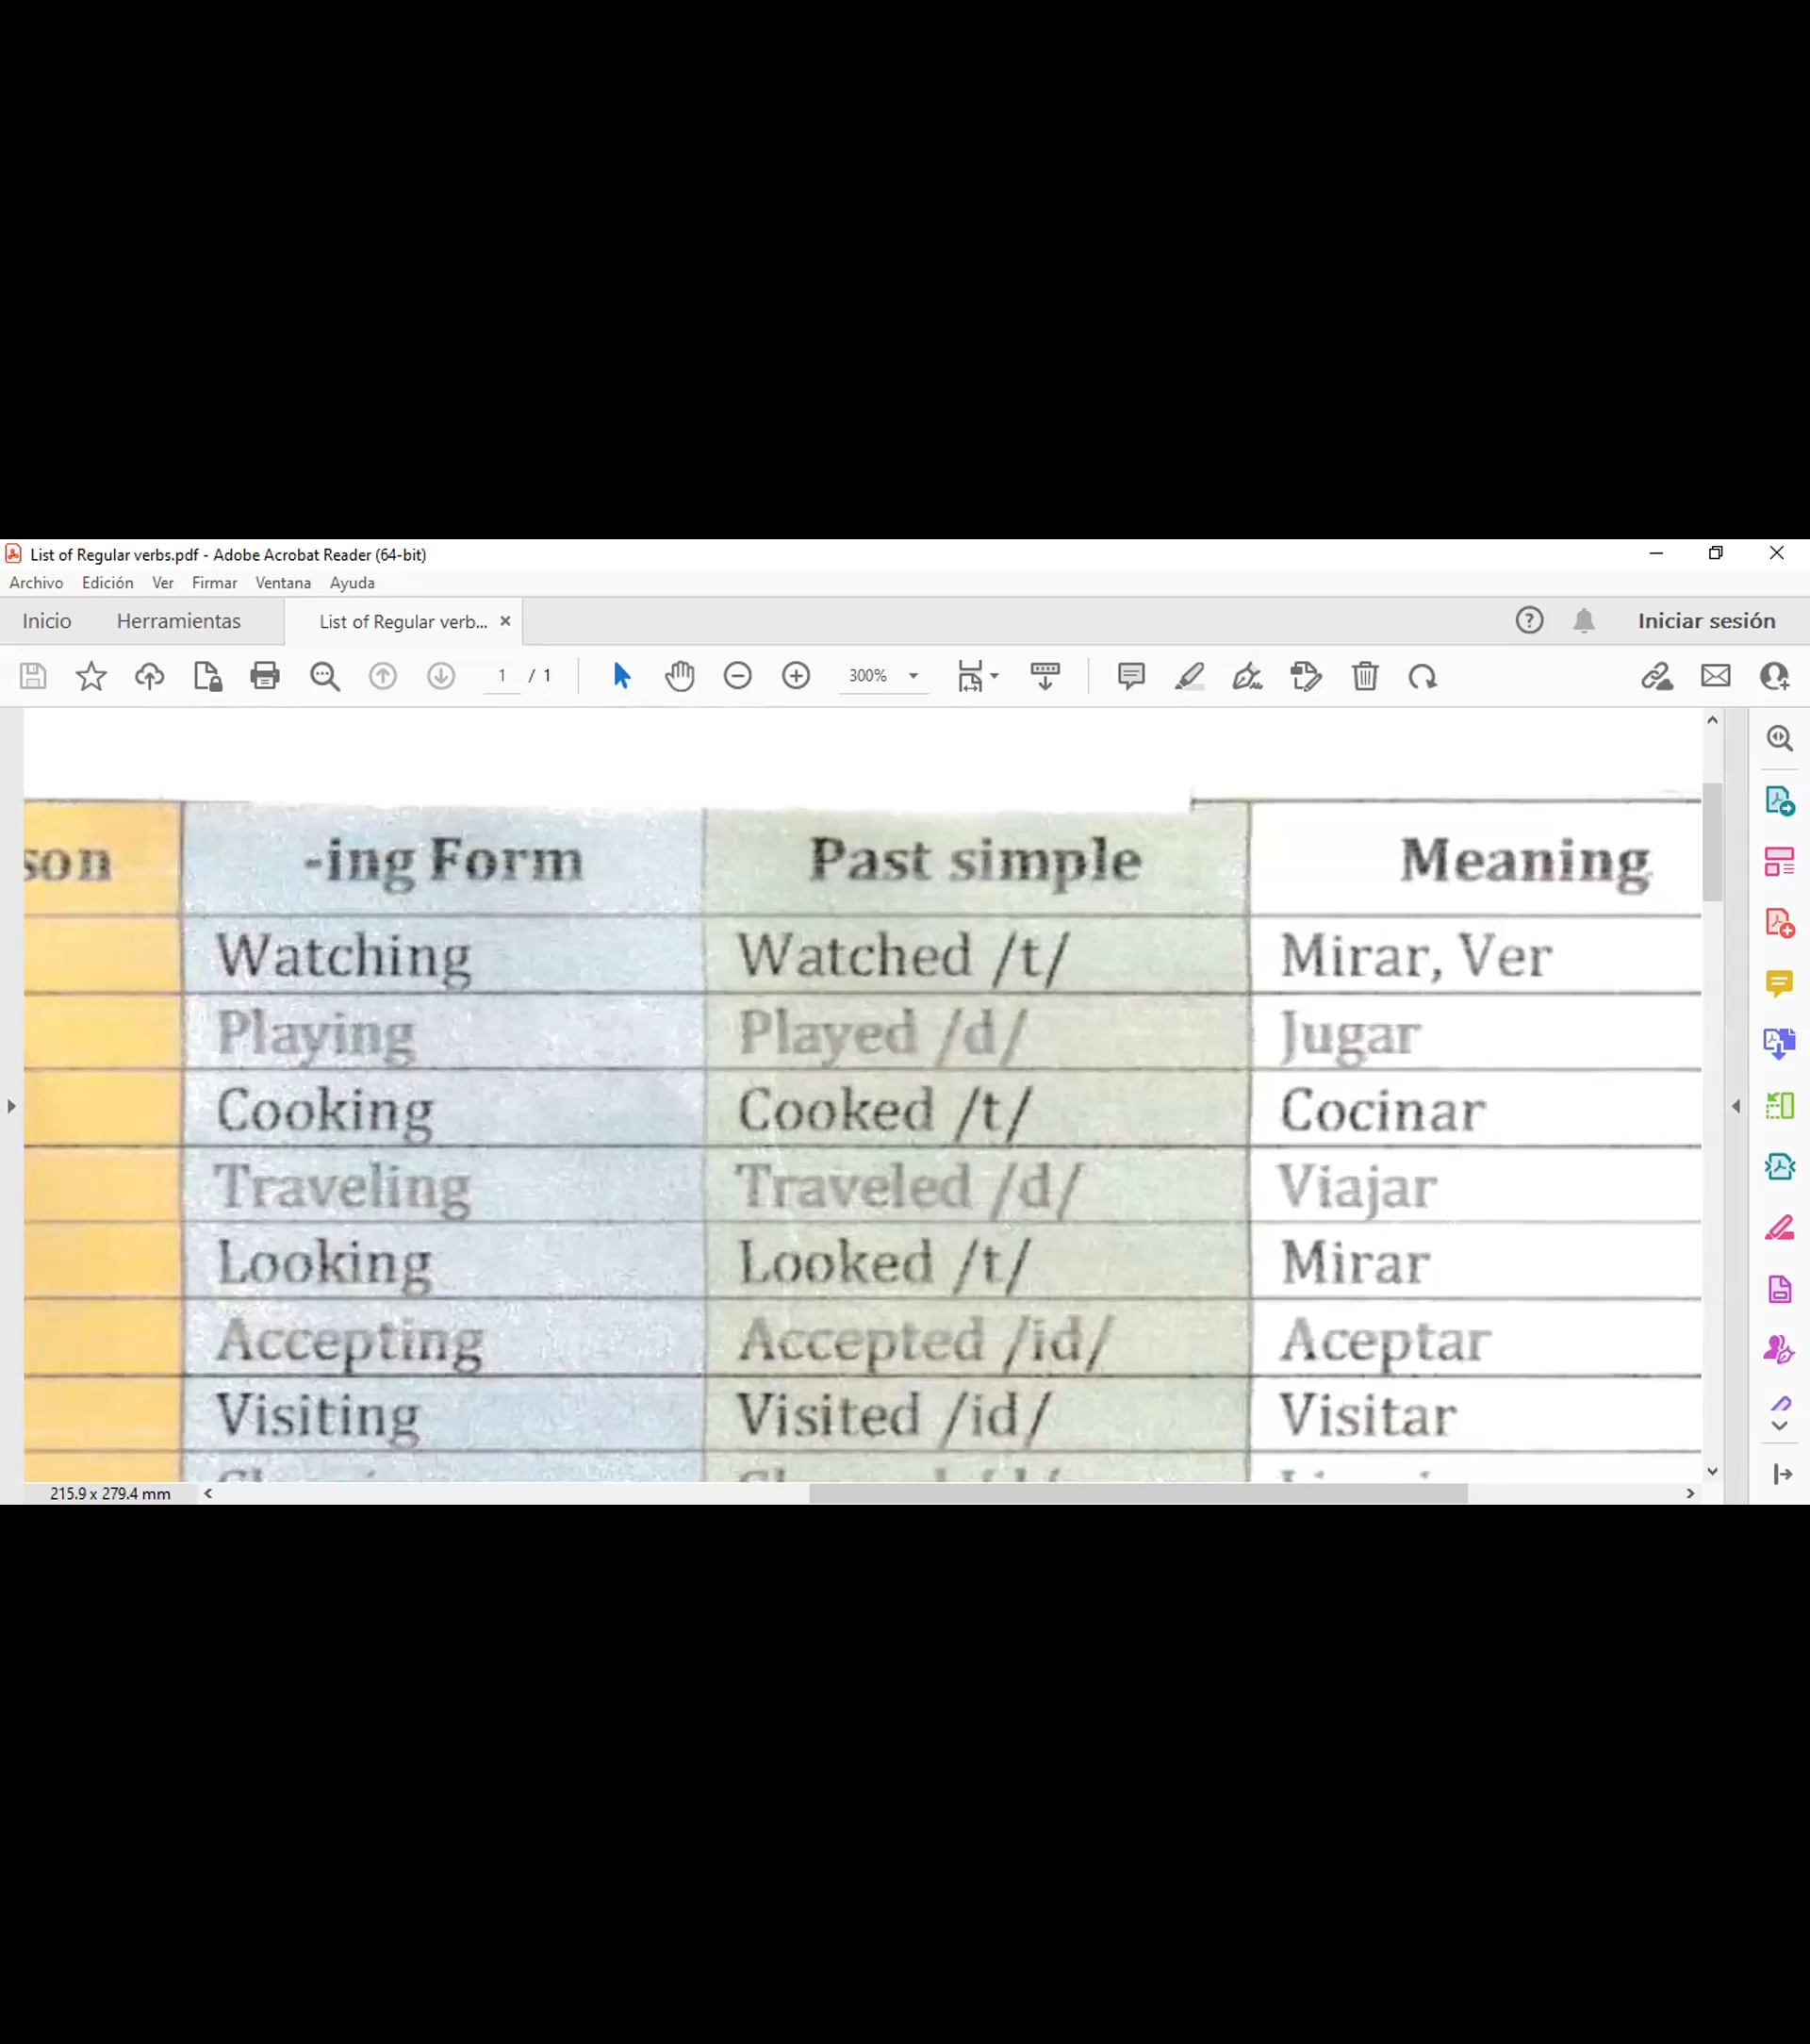 List of Regular verbs.pdf - Adobe Acrobat Reader (64-bit)
Archivo Edición Ver Firmar Ventana Ayuda
Inicio Herramientas List of Regular verb... Iniciar sesión
1 / 1 300%
son -ing Form Past simple Meaning
Watching Watched /t/ Mirar, Ver
Playing Played /d/ Jugar
Cooking Cooked /t/ Cocinar
Traveling Traveled /d/ Viajar
Looking Looked /t/ Mirar
Accepting Accepted /id/ Aceptar
Visiting Visited /id/ Visitar
215.9 x 279.4 mm